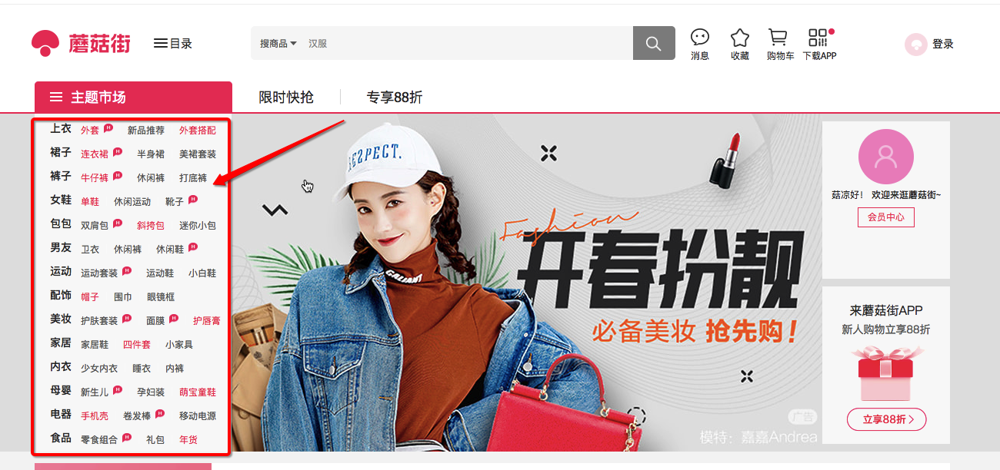 蘑菇街
目录
搜商品 汉服
消息 收藏 购物车 下载APP
登录
主题市场
限时快抢 专享88折
上衣 外套 H 新品推荐 外套搭配
裙子 连衣裙 H 半身裙 美裙套装
裤子 牛仔裤 H 休闲裤 打底裤
女鞋 单鞋 休闲运动 靴子 H
包包 双肩包 H 斜挎包 迷你小包
男友 卫衣 休闲裤 休闲鞋 H
运动 运动套装 H 运动鞋 小白鞋
配饰 帽子 围巾 眼镜框
美妆 护肤套装 H 面膜 H 护唇膏
家居 家居鞋 四件套 小家具
内衣 少女内衣 睡衣 内裤
母婴 新生儿 H 孕妇装 萌宝童鞋
电器 手机壳 卷发棒 H 移动电源
食品 零食组合 H 礼包 年货
RESPECT.
GALIANT
Fashion
开春扮靓
必备美妆 抢先购!
广告
模特：嘉嘉Andrea
菇凉好！ 欢迎来逛蘑菇街~
会员中心
来蘑菇街APP
新人购物立享88折
立享88折